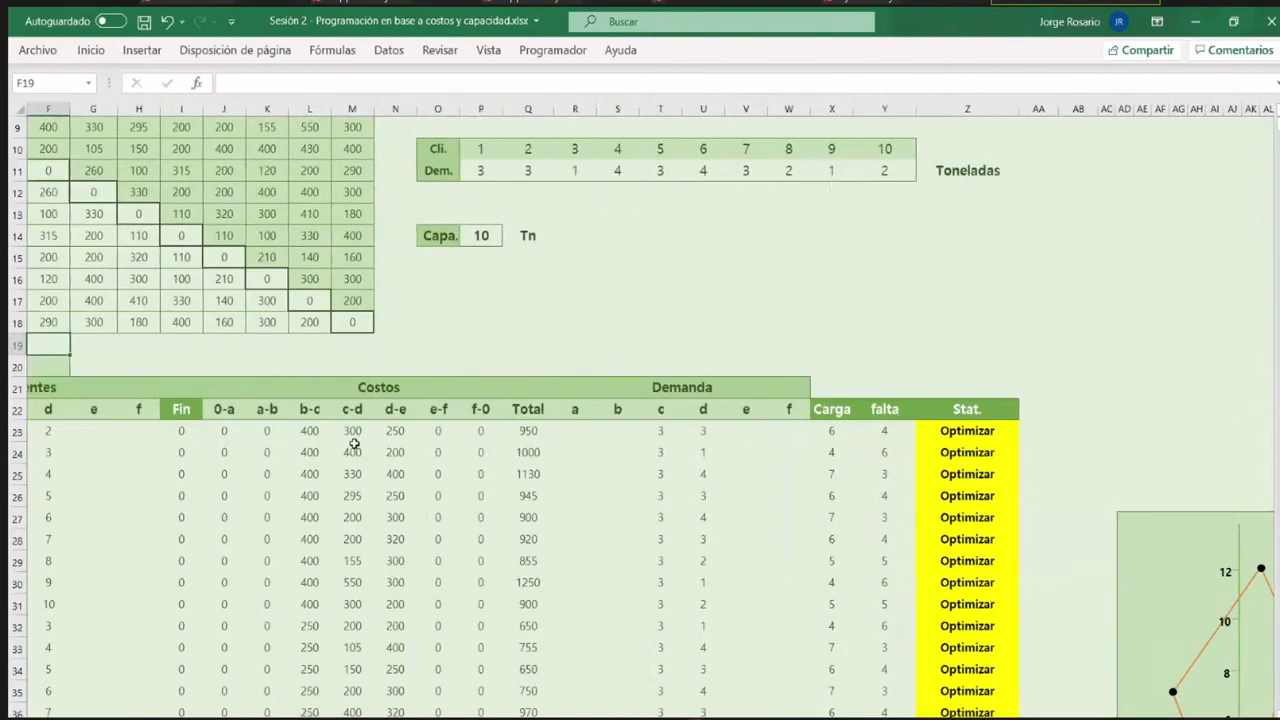 Autoguardado Sesión 2 - Programación en base a costos y capacidad.xlsx Buscar Jorge Rosario JR
Archivo Inicio Insertar Disposición de página Fórmulas Datos Revisar Vista Programador Ayuda Compartir Comentarios
F19 fx
F G H I J K L M N O P Q R S T U V W X Y Z AA AB AC AD AE AF AG AH AI AJ AK AL
9 400 330 295 200 200 155 550 300
10 200 105 150 200 400 400 430 400 Cli. 1 2 3 4 5 6 7 8 9 10
11 0 260 100 315 200 120 200 290 Dem. 3 3 1 4 3 4 3 2 1 2 Toneladas
12 260 0 330 200 200 400 400 300
13 100 330 0 110 320 300 410 180
14 315 200 110 0 110 100 330 400 Capa. 10 Tn
15 200 200 320 110 0 210 140 160
16 120 400 300 100 210 0 300 300
17 200 400 410 330 140 300 0 200
18 290 300 180 400 160 300 200 0
19
20
21 entes Costos Demanda
22 d e f Fin 0-a a-b b-c c-d d-e e-f f-0 Total a b c d e f Carga falta Stat.
23 2 0 0 0 400 300 250 0 0 950 3 3 6 4 Optimizar
24 3 0 0 0 400 400 200 0 0 1000 3 1 4 6 Optimizar
25 4 0 0 0 400 330 400 0 0 1130 3 4 7 3 Optimizar
26 5 0 0 0 400 295 250 0 0 945 3 3 6 4 Optimizar
27 6 0 0 0 400 200 300 0 0 900 3 4 7 3 Optimizar
28 7 0 0 0 400 200 320 0 0 920 3 3 6 4 Optimizar
29 8 0 0 0 400 155 300 0 0 855 3 2 5 5 Optimizar
30 9 0 0 0 400 550 300 0 0 1250 3 1 4 6 Optimizar
31 10 0 0 0 400 300 200 0 0 900 3 2 5 5 Optimizar
32 3 0 0 0 250 200 200 0 0 650 3 1 4 6 Optimizar
33 4 0 0 0 250 105 400 0 0 755 3 4 7 3 Optimizar
34 5 0 0 0 250 150 250 0 0 650 3 3 6 4 Optimizar
35 6 0 0 0 250 200 300 0 0 750 3 4 7 3 Optimizar
36 7 0 0 0 250 400 320 0 0 970 3 3 6 4 Optimizar
12
10
8